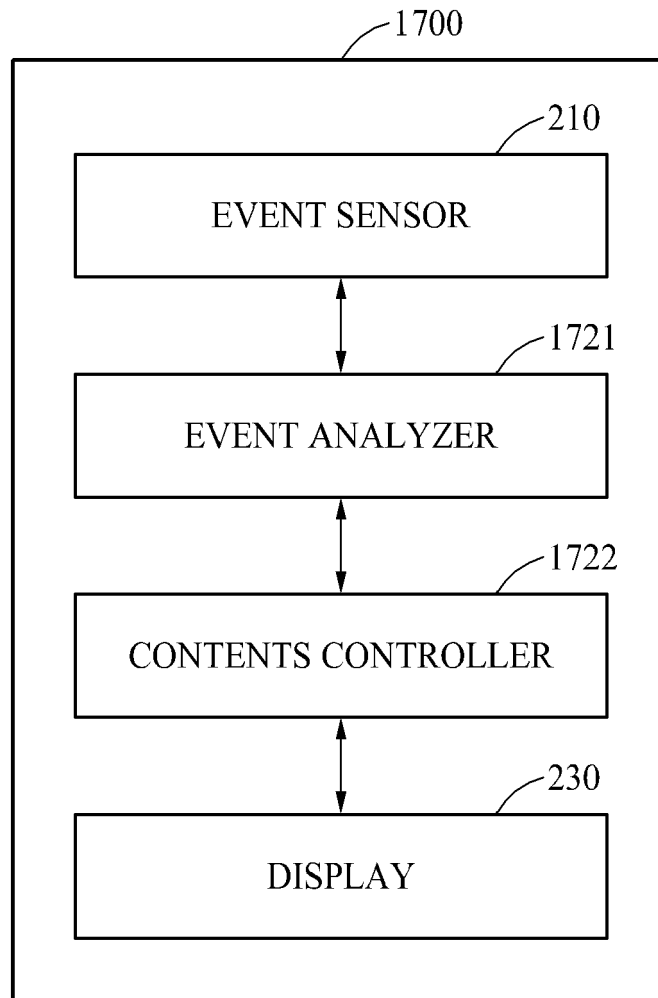 1700
210
EVENT SENSOR
1721
EVENT ANALYZER
1722
CONTENTS CONTROLLER
230
DISPLAY